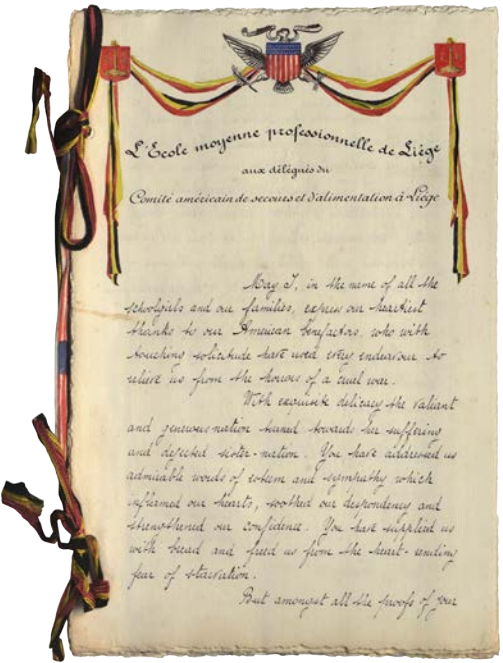 L'Ecole moyenne professionnelle de Liège
aux délégués du
Comité américain de secours et d'alimentation à Liège
May I, in the name of all the
schoolgirls and our families, express our heartiest
thanks to our American benefactors, who with
touching solicitude have used every endeavour to
relieve us from the horrors of a cruel war.
With exquisite delicacy the valiant
and generous nation turned towards her suffering
and dejected sister-nation. You have addressed us
admirable words of esteem and sympathy which
inflamed our hearts, soothed our despondency and
strengthened our confidence. You have supplied us
with bread and freed us from the heart-rending
fear of starvation.
But amongst all the proofs of your